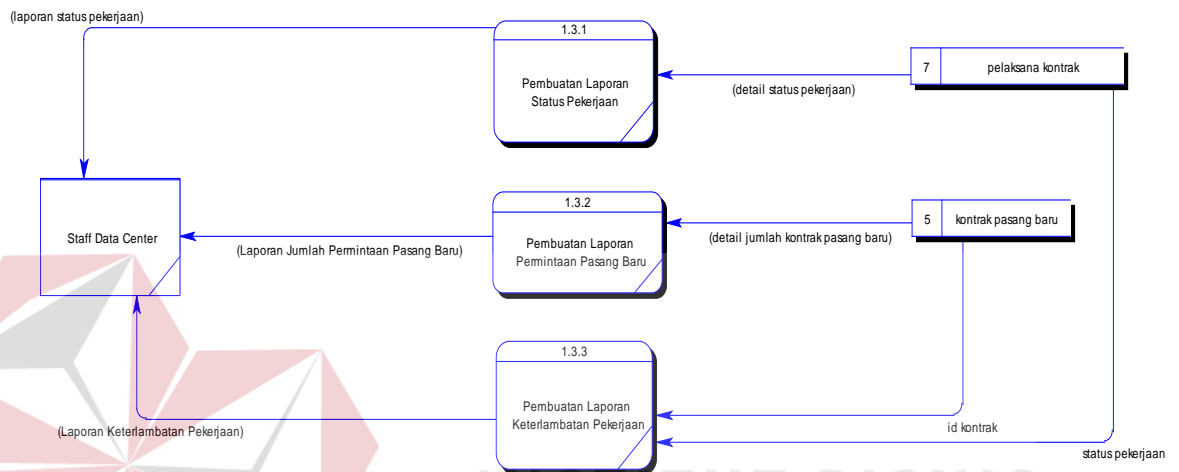 (laporan status pekerjaan)
1.3.1
Pembuatan Laporan
Status Pekerjaan
7
pelaksana kontrak
(detail status pekerjaan)
Staff Data Center
1.3.2
Pembuatan Laporan
Permintaan Pasang Baru
5
kontrak pasang baru
(detail jumlah kontrak pasang baru)
(Laporan Jumlah Permintaan Pasang Baru)
1.3.3
Pembuatan Laporan
Keterlambatan Pekerjaan
(Laporan Keterlambatan Pekerjaan)
id kontrak
status pekerjaan